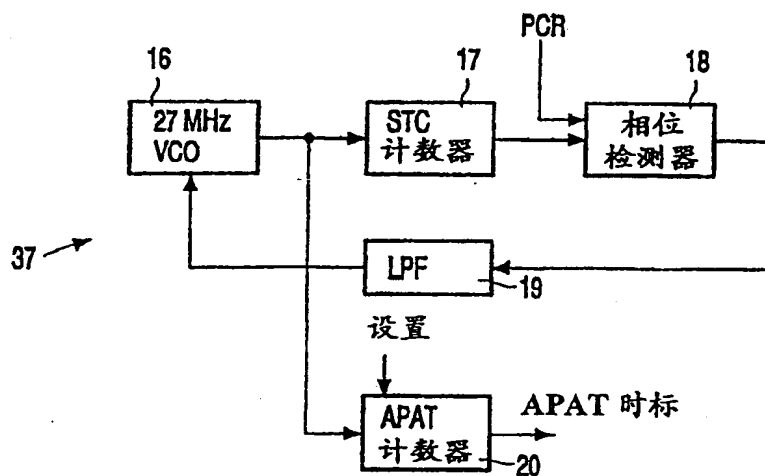 PCR
16
17
18
27 MHz
VCO
STC
计数器
相位
检测器
37
LPF
19
设置
APAT
计数器
APAT 时标
20